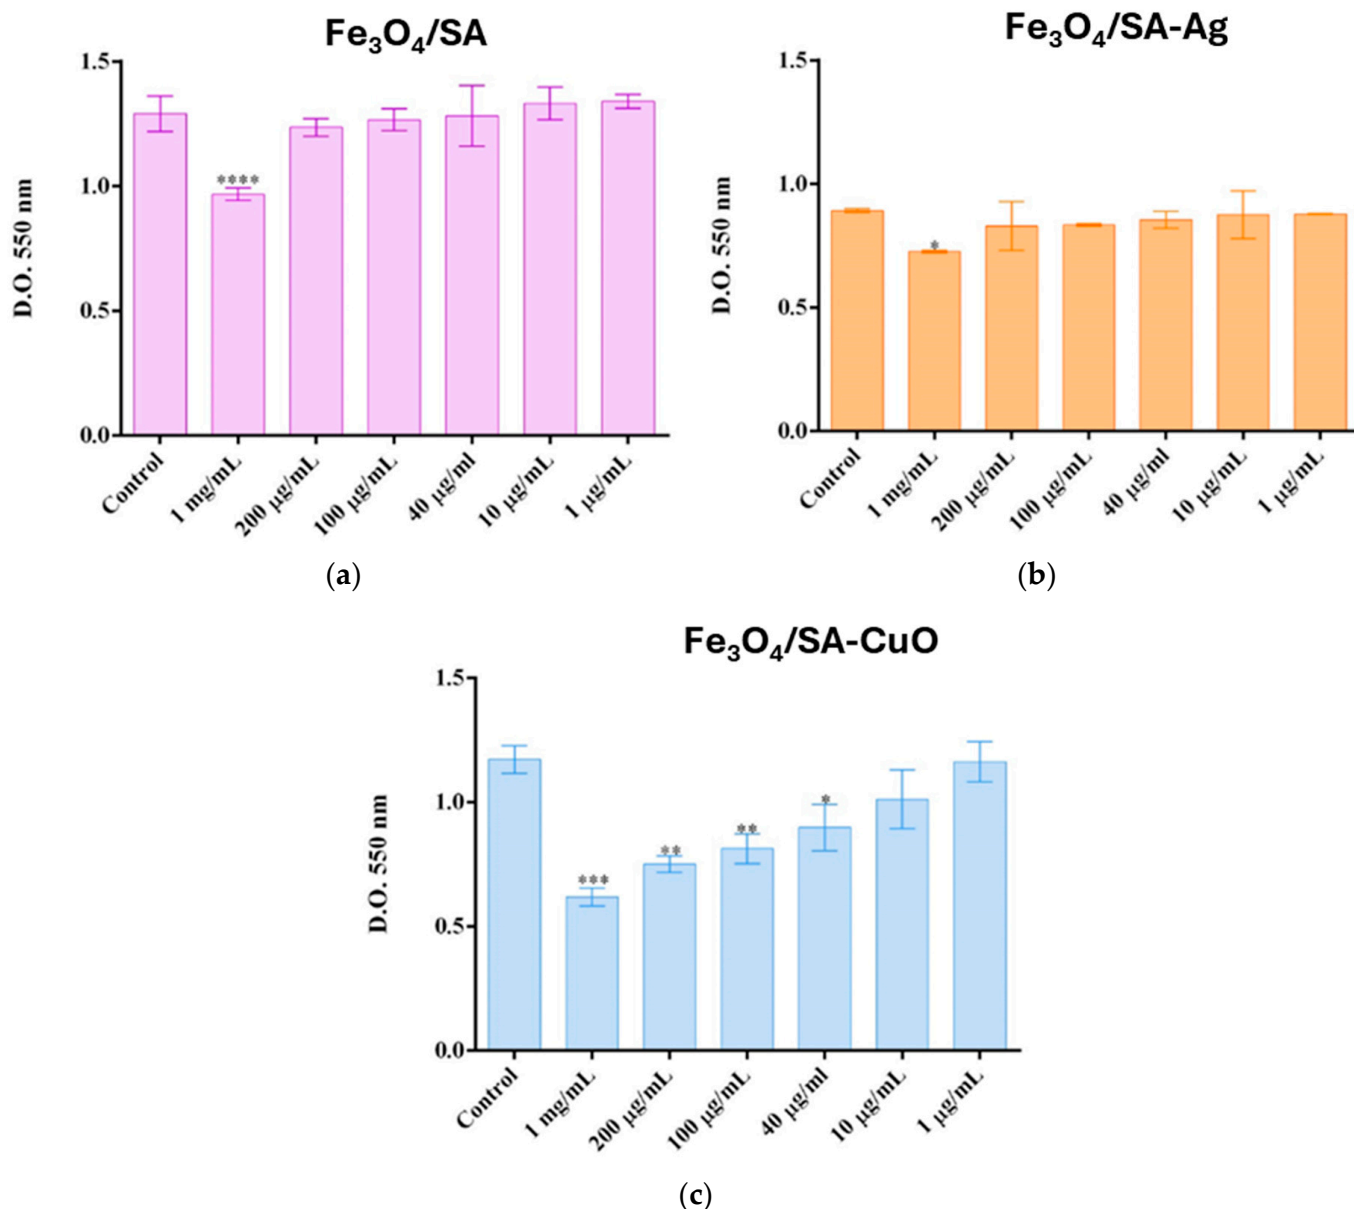 Fe₃O₄/SA
1.5
1.0
0.5
0.0
D.O. 550 nm
****
Control
1 mg/mL
200 µg/mL
100 µg/mL
40 µg/ml
10 µg/mL
1 µg/mL
(a)
Fe₃O₄/SA-Ag
1.5
1.0
0.5
0.0
D.O. 550 nm
*
Control
1 mg/mL
200 µg/mL
100 µg/mL
40 µg/ml
10 µg/mL
1 µg/mL
(b)
Fe₃O₄/SA-CuO
1.5
1.0
0.5
0.0
D.O. 550 nm
***
**
**
*
Control
1 mg/mL
200 µg/mL
100 µg/mL
40 µg/ml
10 µg/mL
1 µg/mL
(c)